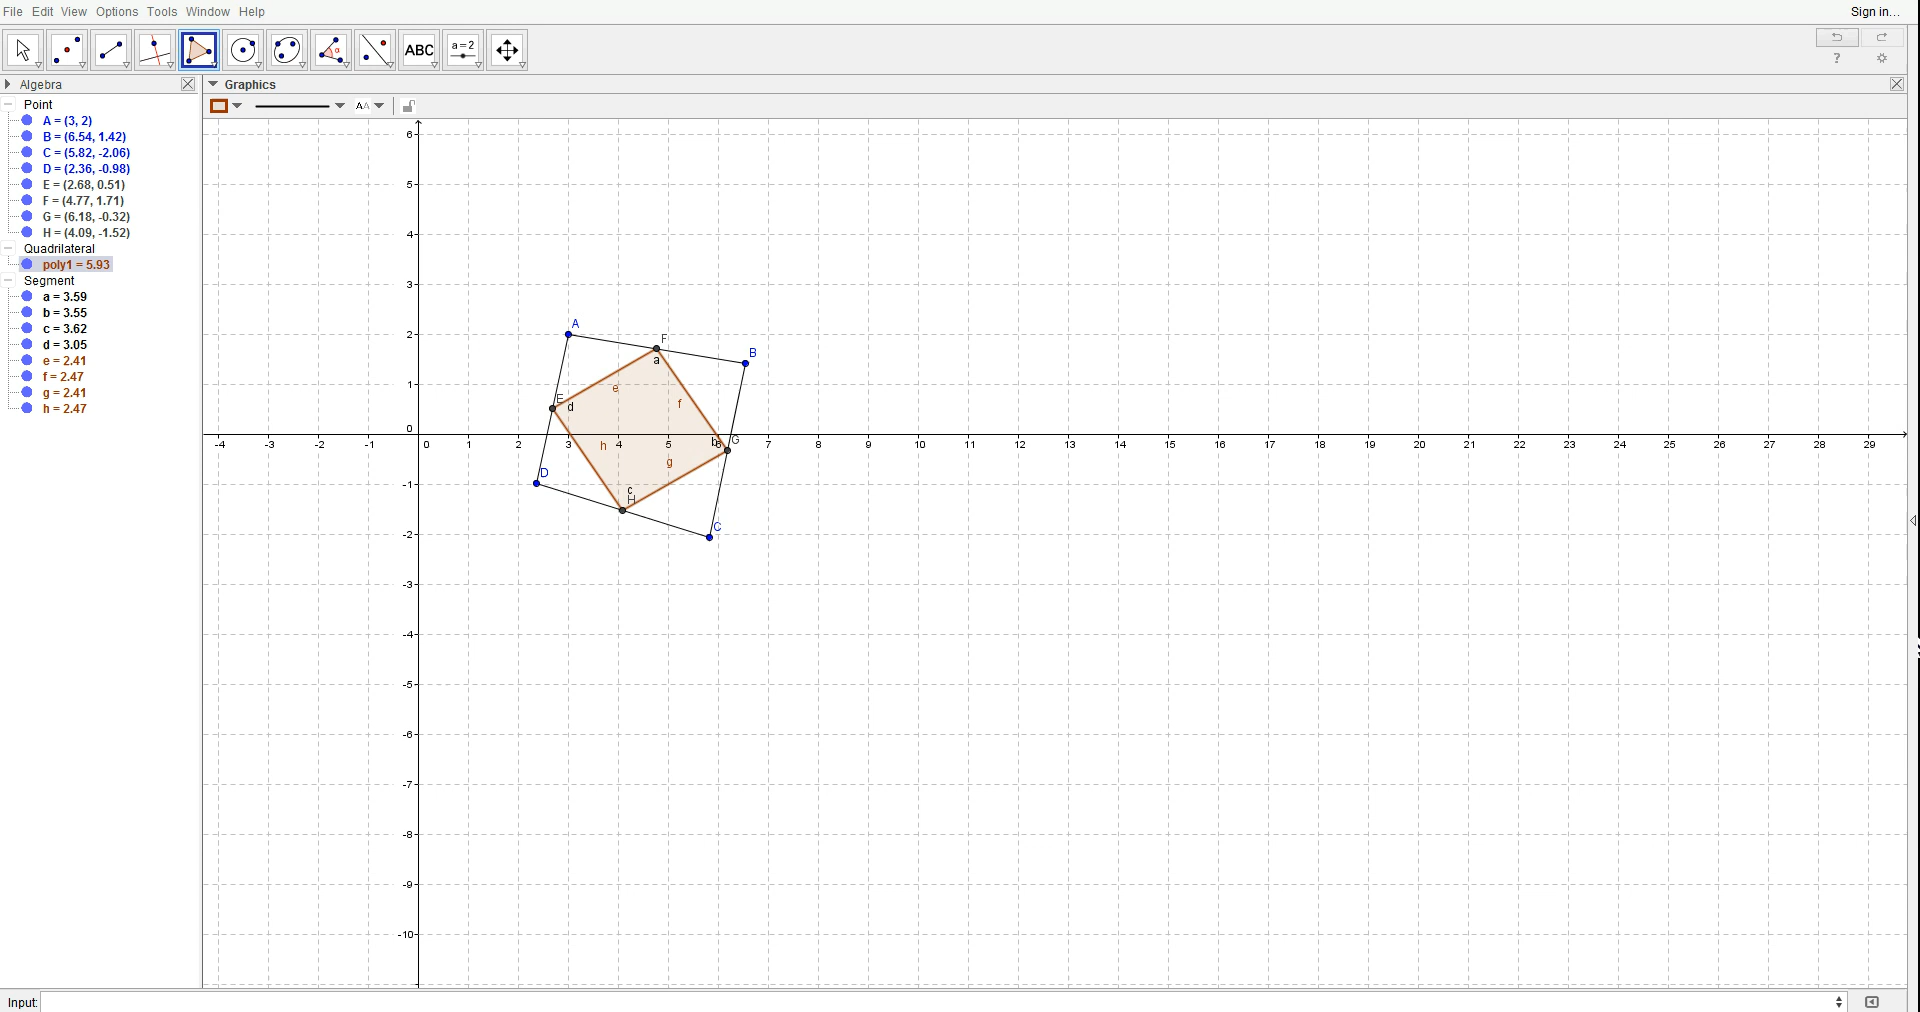 File Edit View Options Tools Window Help
Sign in...
ABC
a=2
α
?
Algebra
Graphics
AA
Point
A = (3, 2)
B = (6.54, 1.42)
C = (5.82, -2.06)
D = (2.36, -0.98)
E = (2.68, 0.51)
F = (4.77, 1.71)
G = (6.18, -0.32)
H = (4.09, -1.52)
Quadrilateral
poly1 = 5.93
Segment
a = 3.59
b = 3.55
c = 3.62
d = 3.05
e = 2.41
f = 2.47
g = 2.41
h = 2.47
6
5
4
3
2
1
0
-1
-2
-3
-4
-5
-6
-7
-8
-9
-10
-4 -3 -2 -1 0 1 2 3 4 5 6 7 8 9 10 11 12 13 14 15 16 17 18 19 20 21 22 23 24 25 26 27 28 29
A
F
B
a
e
E
d
f
b
G
h
g
D
c
H
C
Input: